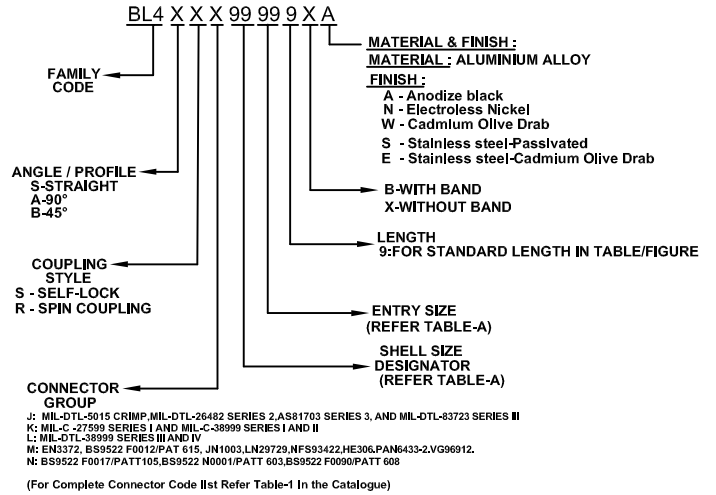 BL4 X X X 99 99 9 X A
MATERIAL & FINISH :
MATERIAL : ALUMINIUM ALLOY
FINISH :
A - Anodize black
N - Electroless Nickel
W - Cadmium Olive Drab
S - Stainless steel-Passivated
E - Stainless steel-Cadmium Olive Drab
FAMILY
CODE
ANGLE / PROFILE
S-STRAIGHT
A-90°
B-45°
B-WITH BAND
X-WITHOUT BAND
LENGTH
9:FOR STANDARD LENGTH IN TABLE/FIGURE
COUPLING
STYLE
S - SELF-LOCK
R - SPIN COUPLING
ENTRY SIZE
(REFER TABLE-A)
SHELL SIZE
DESIGNATOR
(REFER TABLE-A)
CONNECTOR
GROUP
J: MIL-DTL-5015 CRIMP,MIL-DTL-26482 SERIES 2,AS81703 SERIES 3, AND MIL-DTL-83723 SERIES III
K: MIL-C -27599 SERIES I AND MIL-C-38999 SERIES I AND II
L: MIL-DTL-38999 SERIES III AND IV
M: EN3372, BS9522 F0012/PAT 615, JN1003,LN29729,NFS93422,HE306.PAN6433-2.VG96912.
N: BS9522 F0017/PATT105,BS9522 N0001/PATT 603,BS9522 F0090/PATT 608
(For Complete Connector Code list Refer Table-1 In the Catalogue)